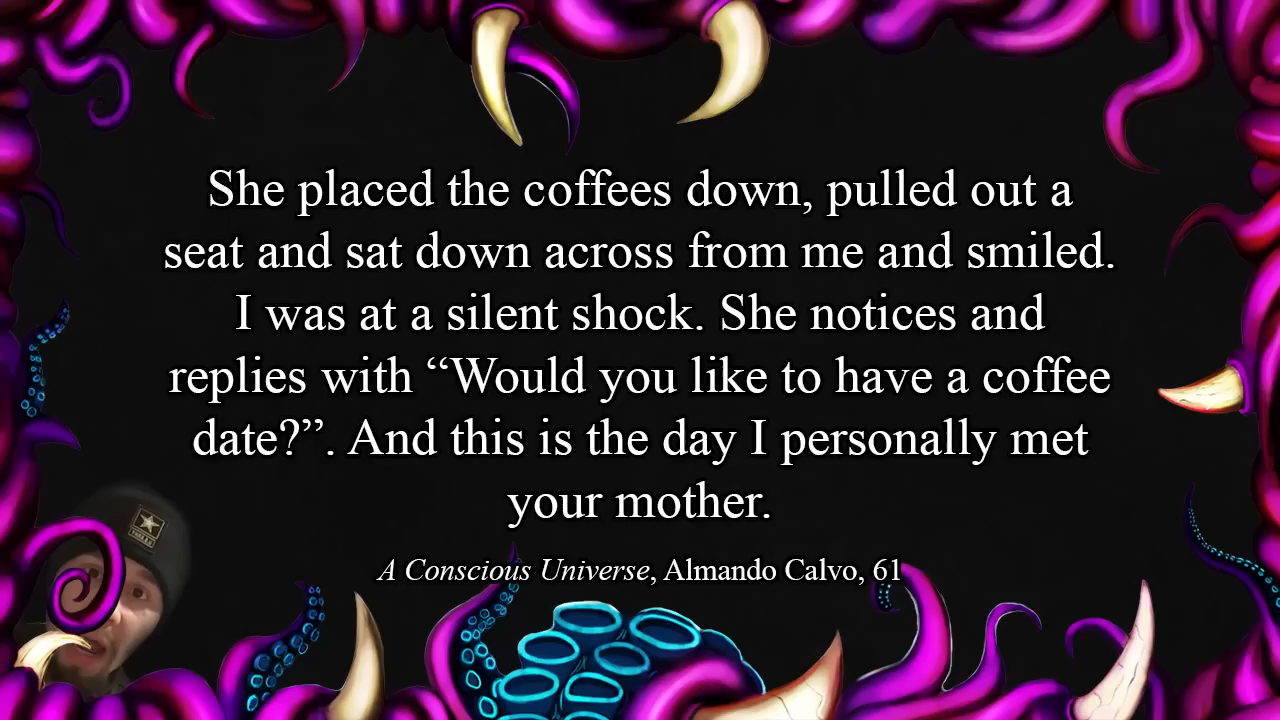 She placed the coffees down, pulled out a
seat and sat down across from me and smiled.
I was at a silent shock. She notices and
replies with “Would you like to have a coffee
date?”. And this is the day I personally met
your mother.
A Conscious Universe, Almando Calvo, 61